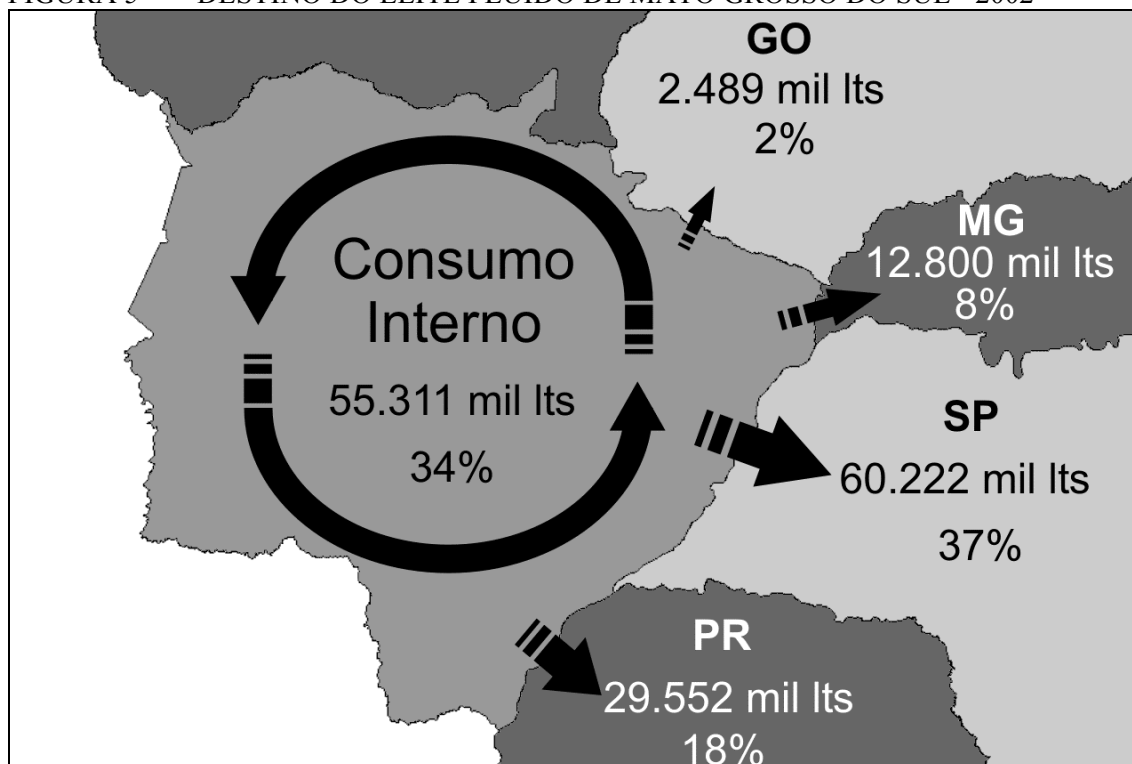 GO
2.489 mil lts
2%
MG
12.800 mil lts
8%
Consumo
Interno
55.311 mil lts
34%
SP
60.222 mil lts
37%
PR
29.552 mil lts
18%